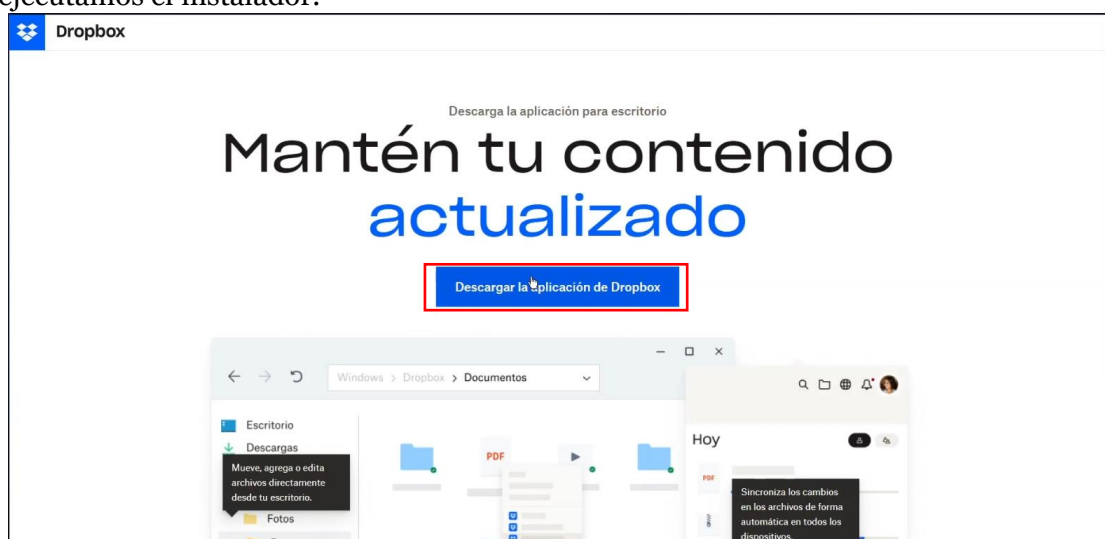 ejecutamos el instalador.
Dropbox
Descarga la aplicación para escritorio
Mantén tu contenido
actualizado
Descargar la aplicación de Dropbox
Windows > Dropbox > Documentos
Escritorio
Descargas
Mueve, agrega o edita
archivos directamente
desde tu escritorio.
Fotos
PDF
Hoy
PDF
Sincroniza los cambios
en los archivos de forma
automática en todos los
dispositivos.